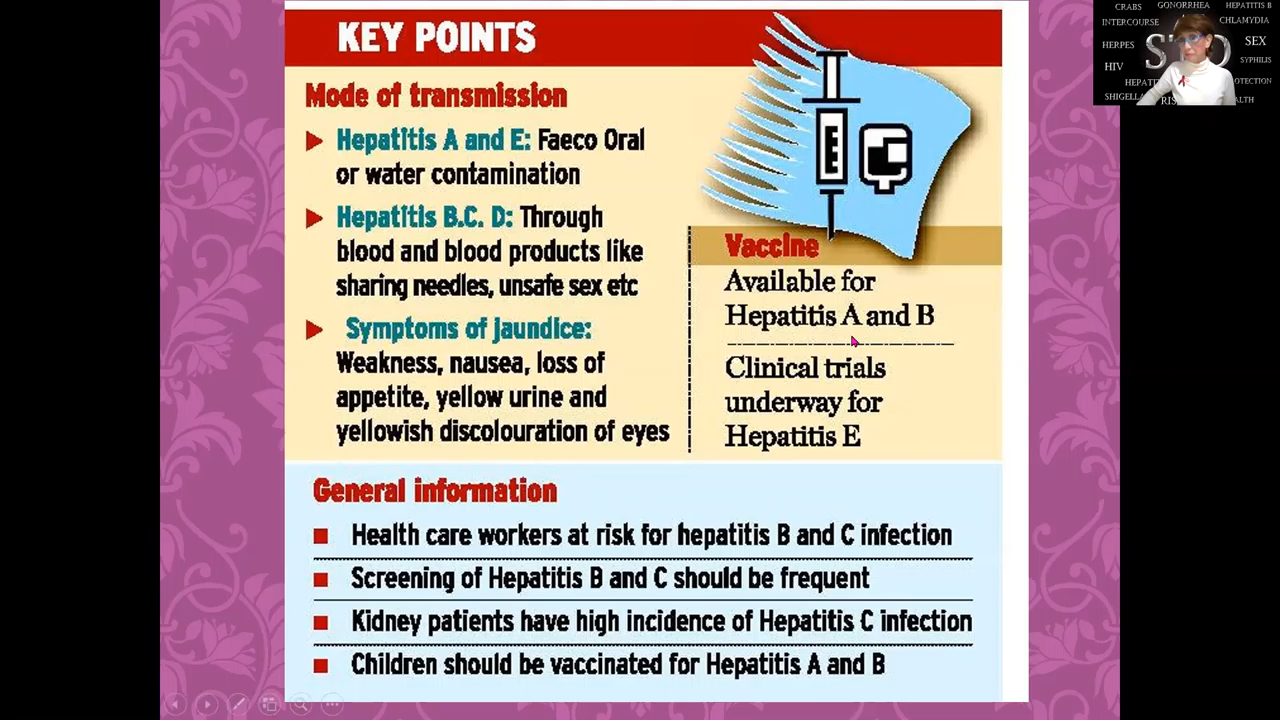 KEY POINTS
Mode of transmission
Hepatitis A and E: Faeco Oral
or water contamination
Hepatitis B.C. D: Through
blood and blood products like
sharing needles, unsafe sex etc
Symptoms of jaundice:
Weakness, nausea, loss of
appetite, yellow urine and
yellowish discolouration of eyes
E
Vaccine
Available for
Hepatitis A and B
Clinical trials
underway for
Hepatitis E
General information
Health care workers at risk for hepatitis B and C infection
Screening of Hepatitis B and C should be frequent
Kidney patients have high incidence of Hepatitis C infection
Children should be vaccinated for Hepatitis A and B
CRABS GONORRHEA HEPATITIS B
INTERCOURSE CHLAMYDIA
HERPES SEX
HIV SYPHILIS